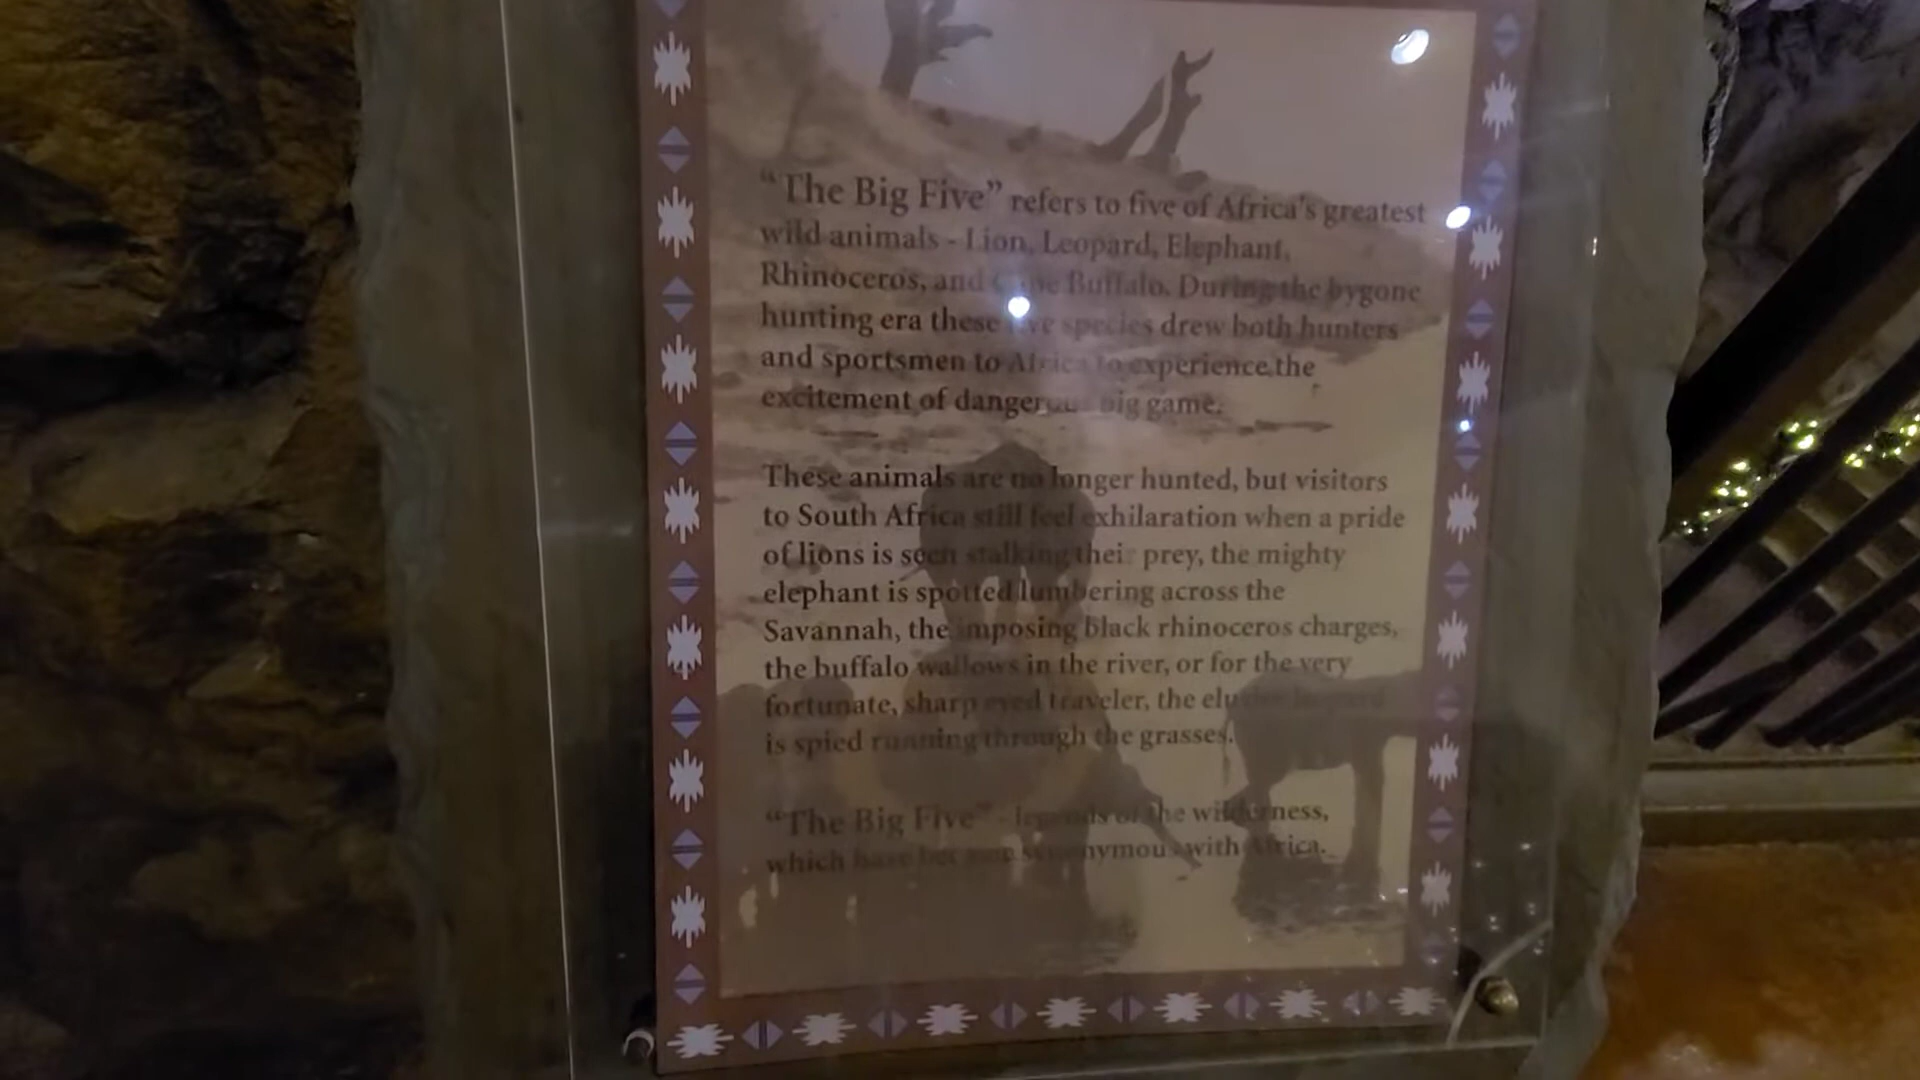 “The Big Five” refers to five of Africa's greatest
wild animals - Lion, Leopard, Elephant,
Rhinoceros, and Cape Buffalo. During the bygone
hunting era these five species drew both hunters
and sportsmen to Africa to experience the
excitement of dangerous big game.
These animals are no longer hunted, but visitors
to South Africa still feel exhilaration when a pride
of lions is seen stalking their prey, the mighty
elephant is spotted lumbering across the
Savannah, the imposing black rhinoceros charges,
the buffalo wallows in the river, or for the very
fortunate, sharp eyed traveler, the elusive leopard
is spied running through the grasses.
“The Big Five” - legends of the wilderness,
which have become synonymous with Africa.